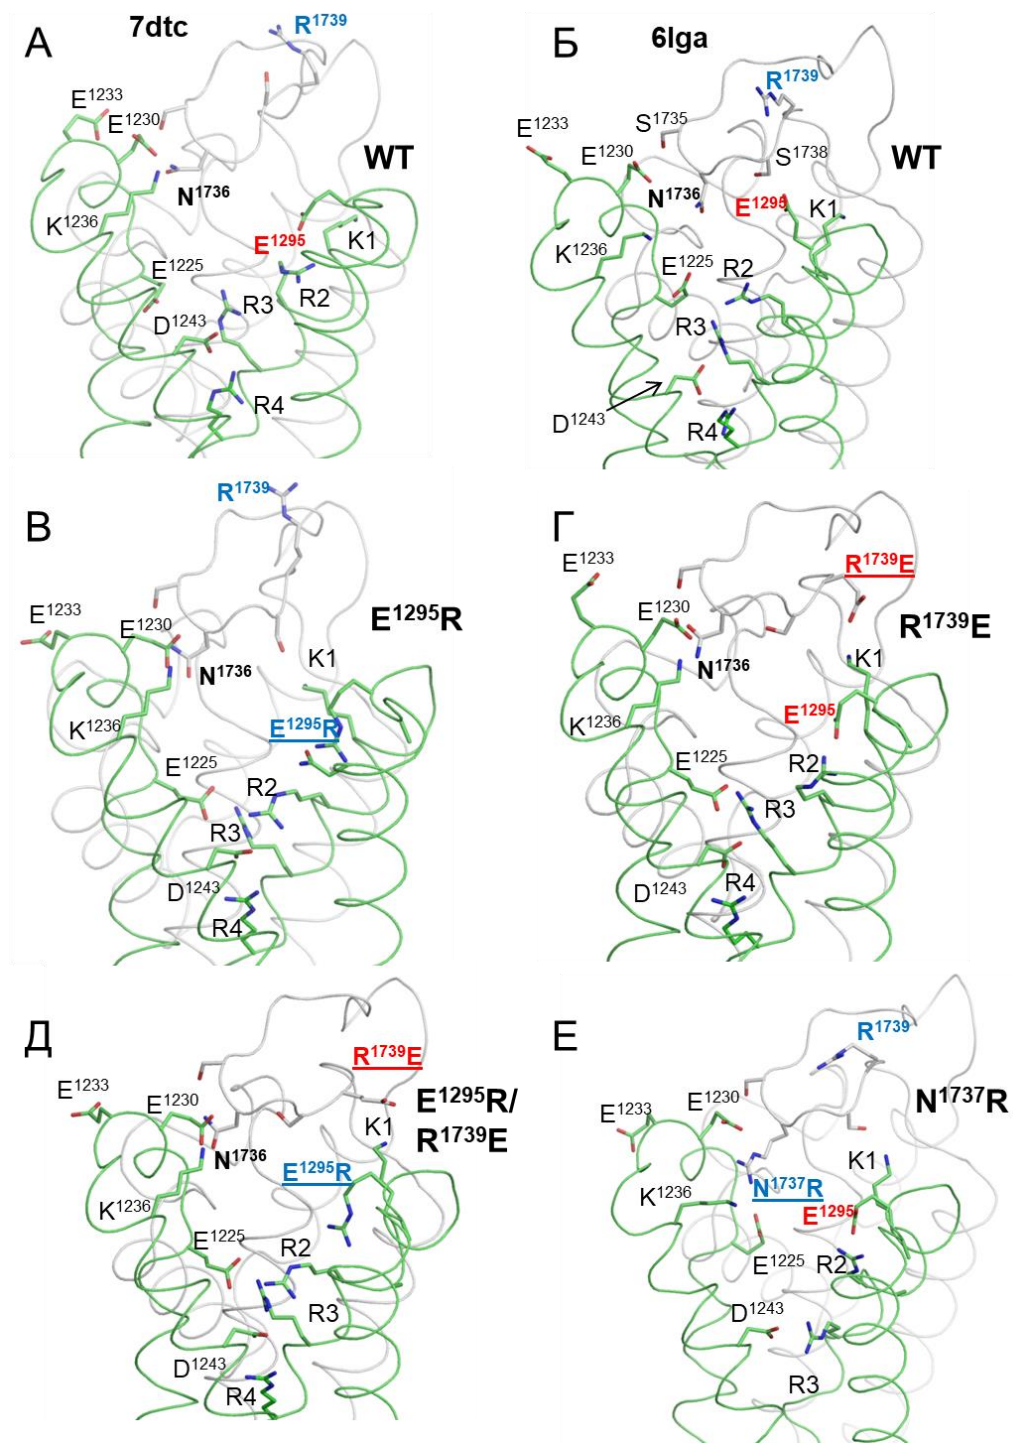 А
7dtc
R1739
E1233
E1230
WT
N1736
K1236
E1295
K1
E1225
R2
R3
D1243
R4
Б
6lga
R1739
S1735
E1233
S1738
E1230
WT
N1736
E1295
K1
K1236
E1225
R2
R3
D1243
R4
В
R1739
E1233
E1230
E1295R
K1
N1736
K1236
E1295R
E1225
R2
R3
D1243
R4
Г
E1233
R1739E
E1230
R1739E
N1736
K1
K1236
E1295
E1225
R2
R3
D1243
R4
Д
R1739E
E1233
E1230
E1295R/
R1739E
K1
N1736
E1295R
K1236
E1225
R2
R3
D1243
R4
Е
R1739
E1233
E1230
N1737R
K1
K1236
N1737R
E1295
E1225
R2
D1243
R3